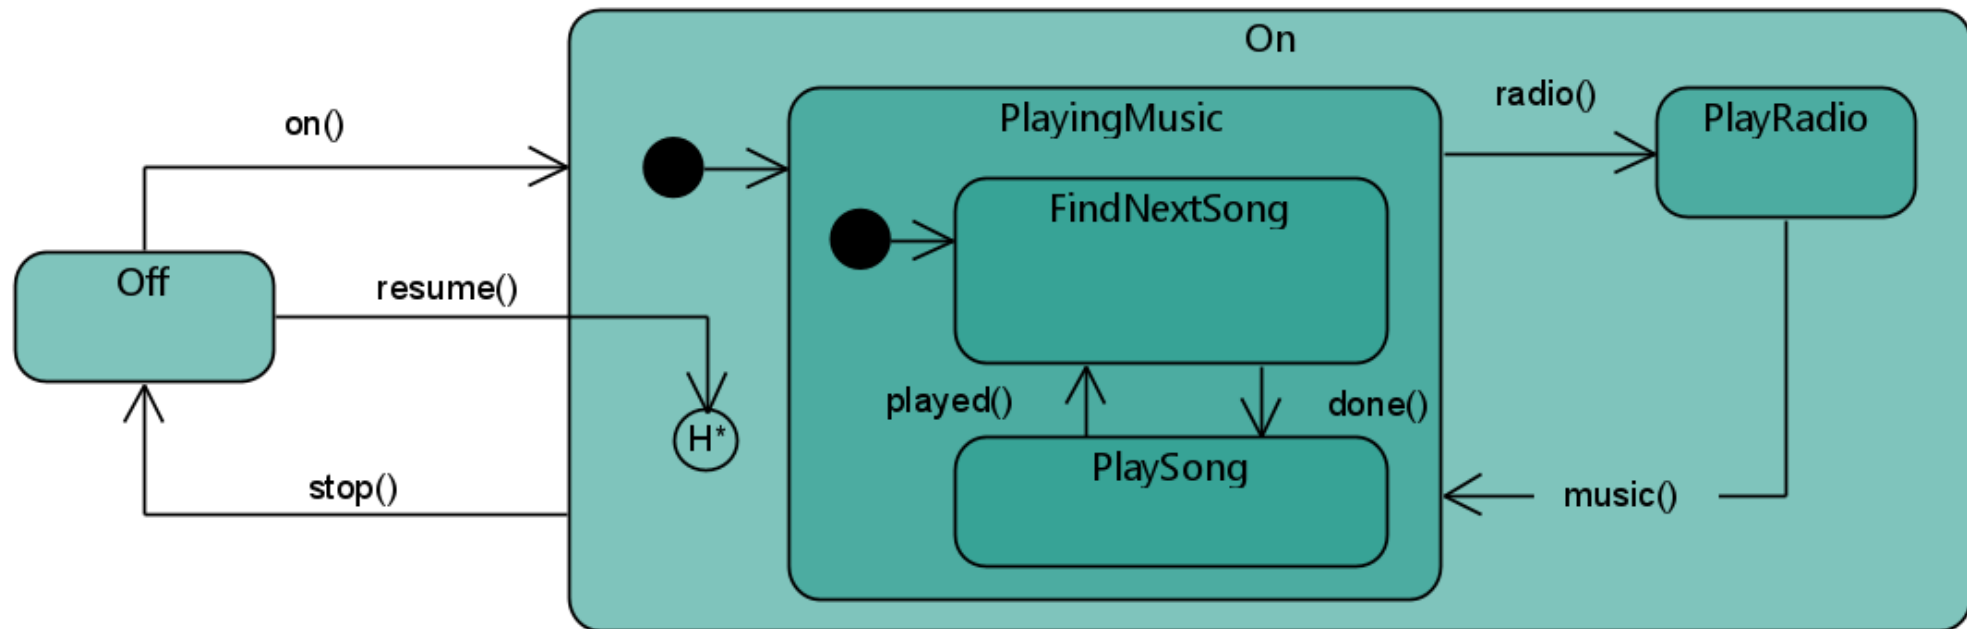 On
on()
radio()
PlayingMusic
PlayRadio
FindNextSong
Off
resume()
played()
done()
H*
PlaySong
stop()
music()